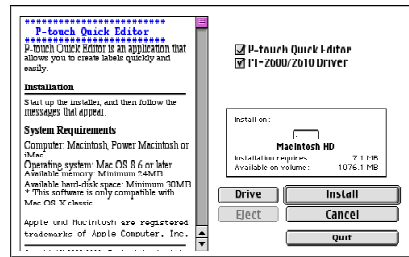 ************************
P-touch Quick Editor
************************
P-touch Quick Editor is an application that
allows you to create labels quickly and
easily.
Installation
Start up the installer, and then follow the
messages that appear.
System Requirements
Computer: Macintosh, Power Macintosh or
iMac
Operating system: Mac OS 8.6 or later
Available memory: Minimum 24MB
Available hard-disk space: Minimum 30MB
* This software is only compatible with
Mac OS X classic.
Apple and Macintosh are registered
trademarks of Apple Computer, Inc.
P-touch Quick Editor
PT-2600/2610 Driver
Install on:
Macintosh HD
Installation requires: 7.1 MB
Available on volume: 1076.1 MB
Drive
Install
Eject
Cancel
Quit